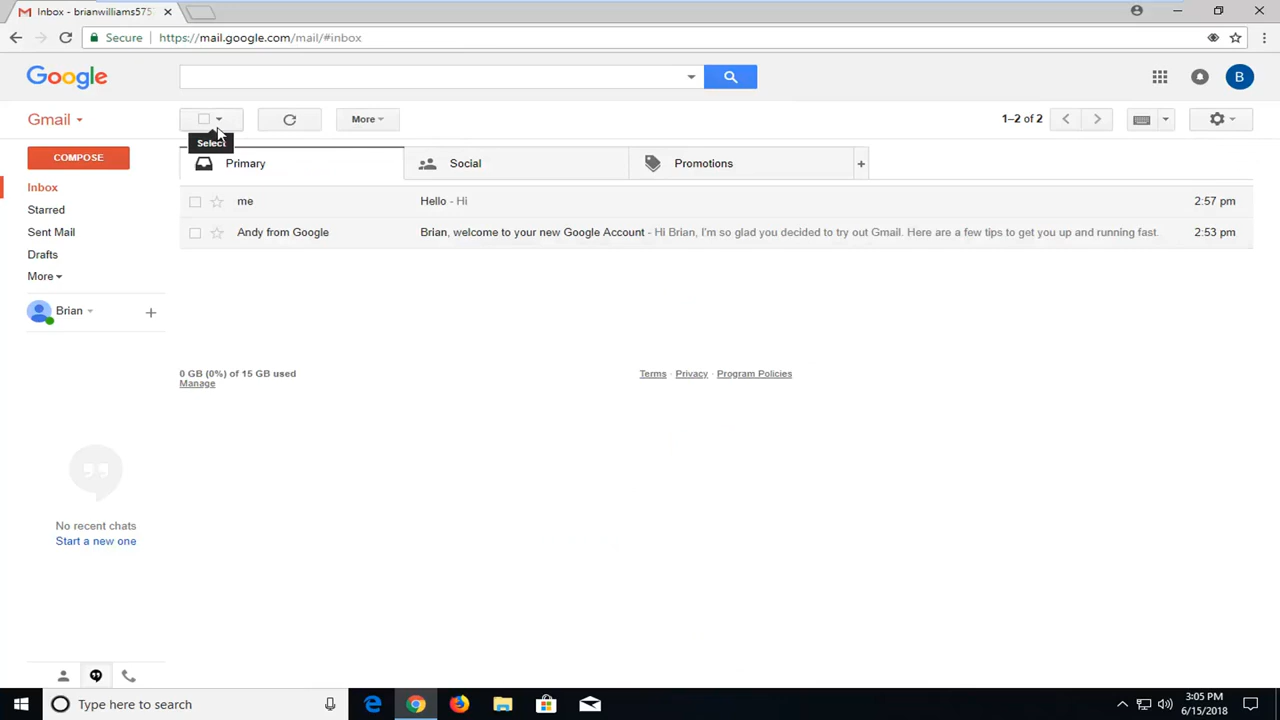 Inbox - brianwilliams575
Secure https://mail.google.com/mail/#inbox
Google
B
Gmail
More
1–2 of 2
Select
COMPOSE
Primary
Social
Promotions
Inbox
me Hello - Hi 2:57 pm
Starred
Sent Mail
Andy from Google Brian, welcome to your new Google Account - Hi Brian, I'm so glad you decided to try out Gmail. Here are a few tips to get you up and running fast. 2:53 pm
Drafts
More
Brian
0 GB (0%) of 15 GB used
Manage
Terms · Privacy · Program Policies
No recent chats
Start a new one
Type here to search
3:05 PM
6/15/2018